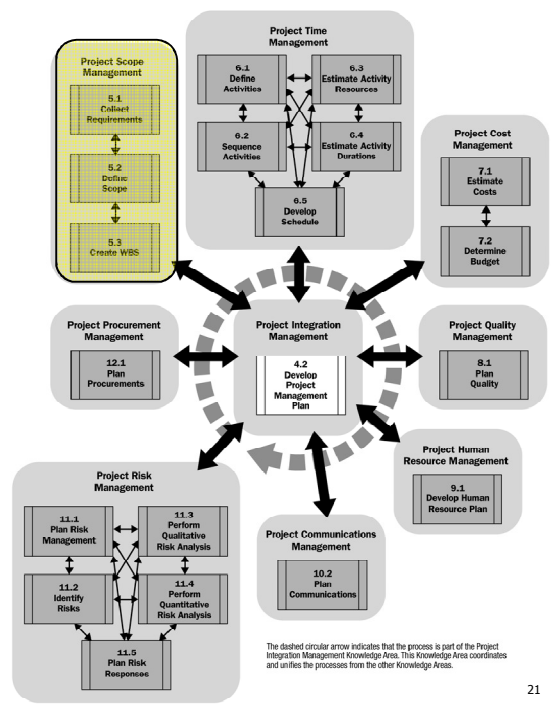 Project Scope
Management
5.1
Collect
Requirements
5.2
Define
Scope
5.3
Create WBS
Project Time
Management
6.1
Define
Activities
6.3
Estimate Activity
Resources
6.2
Sequence
Activities
6.4
Estimate Activity
Durations
6.5
Develop
Schedule
Project Cost
Management
7.1
Estimate
Costs
7.2
Determine
Budget
Project Procurement
Management
12.1
Plan
Procurements
Project Integration
Management
4.2
Develop
Project
Management
Plan
Project Quality
Management
8.1
Plan
Quality
Project Human
Resource Management
9.1
Develop Human
Resource Plan
Project Risk
Management
11.1
Plan Risk
Management
11.3
Perform
Qualitative
Risk Analysis
11.2
Identify
Risks
11.4
Perform
Quantitative
Risk Analysis
11.5
Plan Risk
Responses
Project Communications
Management
10.2
Plan
Communications
The dashed circular arrow indicates that the process is part of the Project
Integration Management Knowledge Area. This Knowledge Area coordinates
and unifies the processes from the other Knowledge Areas.
21